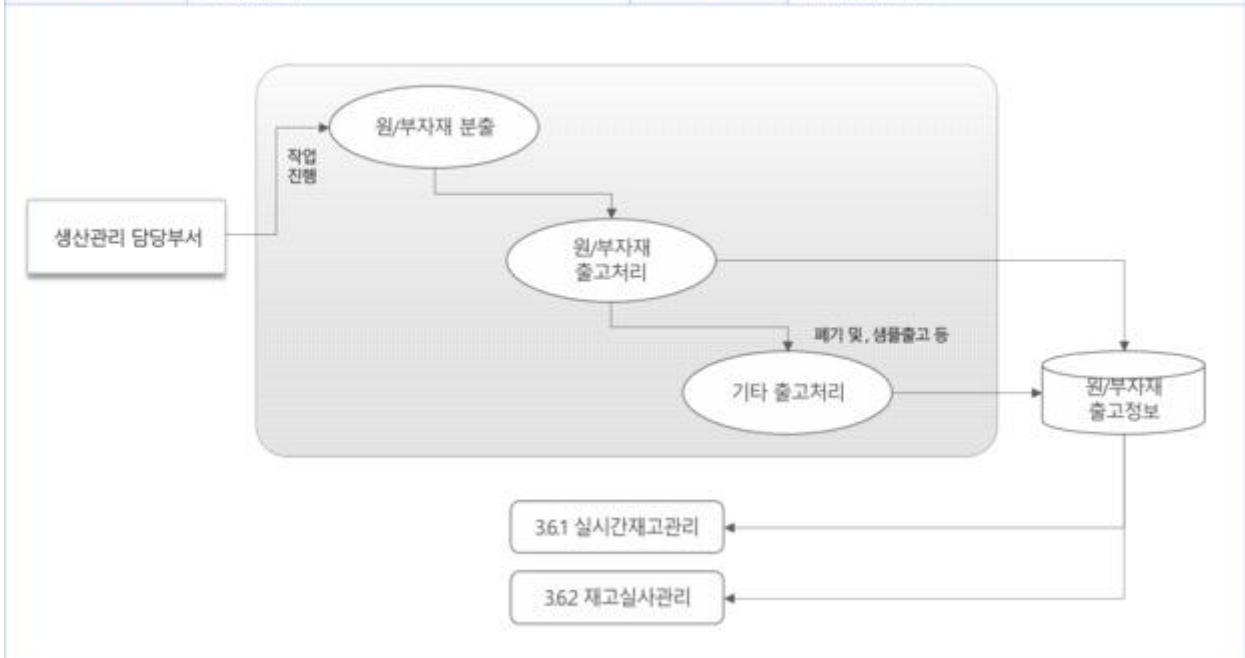 원/부자재 분출
작업
진행
생산관리 담당부서
원/부자재
출고처리
폐기 및, 샘플출고 등
기타 출고처리
원/부자재
출고정보
3.6.1 실시간재고관리
3.6.2 재고실사관리